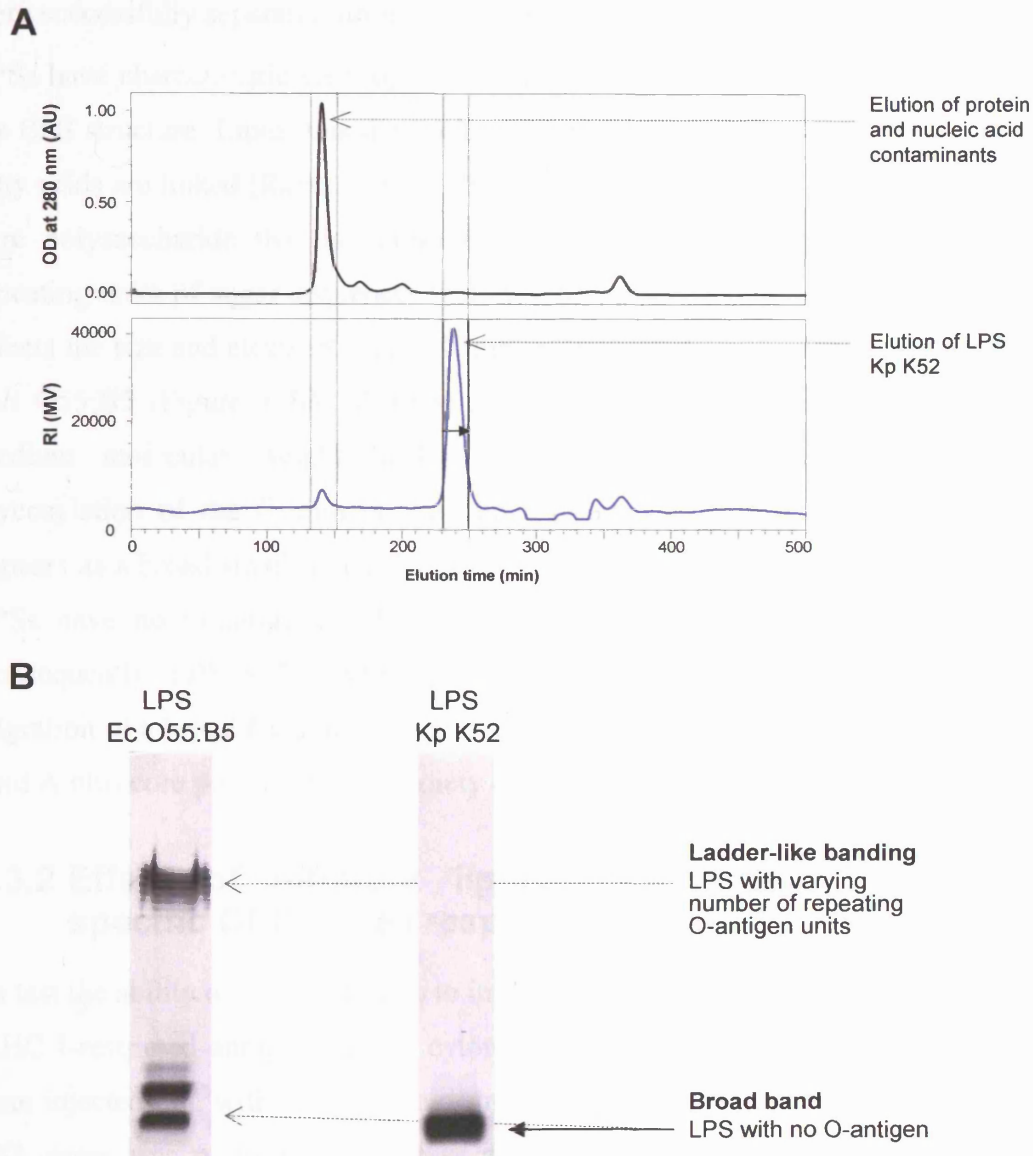 A
OD at 280 nm (AU)
1.00
0.50
0.00
Elution of protein
and nucleic acid
contaminants
RI (MV)
40000
20000
0
Elution of LPS
Kp K52
0 100 200 300 400 500
Elution time (min)
B
LPS
Ec O55:B5
LPS
Kp K52
Ladder-like banding
LPS with varying
number of repeating
O-antigen units
Broad band
LPS with no O-antigen